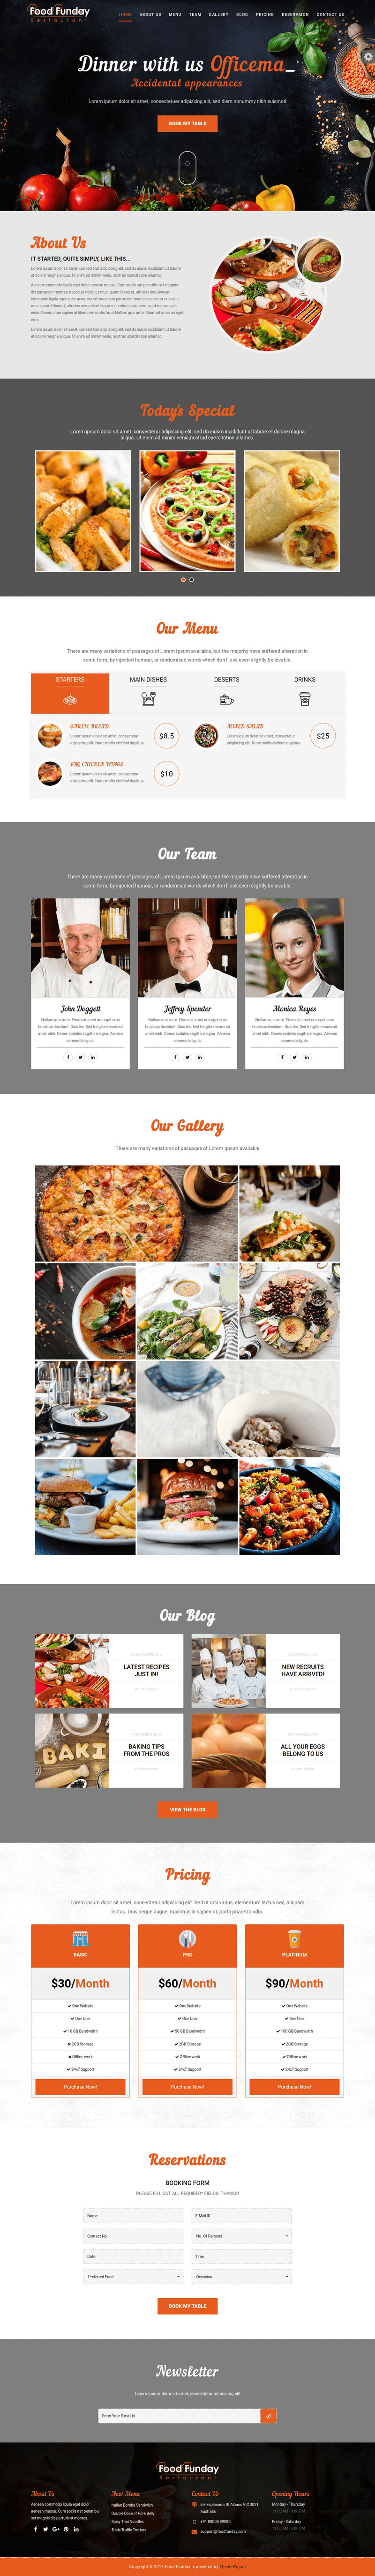 Food Funday
Restaurant
HOME ABOUT US MENU TEAM GALLERY BLOG PRICING RESERVAION CONTACT US
Dinner with us Officema_
Accidental appearances
Lorem ipsum dolor sit amet, consectetuer adipiscing elit, sed diem nonummy nibh euismod
BOOK MY TABLE
About Us
IT STARTED, QUITE SIMPLY, LIKE THIS...
Lorem ipsum dolor sit amet, consectetur adipiscing elit, sed do eiusm incididunt ut labore
et dolore magna aliqua. Ut enim ad minim venia, nostrud exercitation ullamco.
Aenean commodo ligula eget dolor aenean massa. Cum sociis nat penatibu set magnis
dis parturient montes, nascetur ridiculus mus. quam felisorat, ultricies nec, Aenean
commodo ligula eget dolor penatibu set magnis is parturient montes, nascetur ridiculus
mus. quam felisorat, ultricies nec, pellentesque eu, pretium quis, sem. quat massa quis
enim. Donec vitae sapien ut libero venenatis fauci Nullam quis ante. Etiam sit amet rci eget
eros.
Lorem ipsum dolor sit amet, consectetur adipiscing elit, sed do eiusm incididunt ut labore
et dolore magna aliqua. Ut enim ad minim venia, nostrud exercitation ullamco.
Today's Special
Lorem ipsum dolor sit amet, consectetur adipiscing elit, sed do eiusm incididunt ut labore et dolore magna
aliqua. Ut enim ad minim venia,nostrud exercitation ullamco.
Our Menu
There are many variations of passages of Lorem Ipsum available, but the majority have suffered alteration in
some form, by injected humour, or randomised words which don't look even slightly believable.
STARTERS MAIN DISHES DESERTS DRINKS
GARLIC BREAD
Lorem ipsum dolor sit amet, consectetur
adipiscing elit. Nunc mollis eleifend dapibus.
$8.5
MIXED SALAD
Lorem ipsum dolor sit amet, consectetur
adipiscing elit. Nunc mollis eleifend dapibus.
$25
BBQ CHICKEN WINGS
Lorem ipsum dolor sit amet, consectetur
adipiscing elit. Nunc mollis eleifend dapibus.
$10
Our Team
There are many variations of passages of Lorem Ipsum available, but the majority have suffered alteration in
some form, by injected humour, or randomised words which don't look even slightly believable.
John Doggett
Nullam quis ante. Etiam sit amet orci eget eros
faucibus tincidunt. Duis leo. Sed fringilla mauris sit
amet nibh. Donec sodales sagittis magna. Aenean
commodo ligula.
Jeffrey Spender
Nullam quis ante. Etiam sit amet orci eget eros
faucibus tincidunt. Duis leo. Sed fringilla mauris sit
amet nibh. Donec sodales sagittis magna. Aenean
commodo ligula.
Monica Reyes
Nullam quis ante. Etiam sit amet orci eget eros
faucibus tincidunt. Duis leo. Sed fringilla mauris sit
amet nibh. Donec sodales sagittis magna. Aenean
commodo ligula.
Our Gallery
There are many variations of passages of Lorem Ipsum available
Our Blog
LATEST RECIPES
JUST IN!
NEW RECRUITS
HAVE ARRIVED!
BAKING TIPS
FROM THE PROS
ALL YOUR EGGS
BELONG TO US
VIEW THE BLOG
Pricing
Lorem ipsum dolor sit amet, consectetur adipiscing elit. Sed ut orci varius, elementum lectus nec, aliquam
lectus. Duis neque augue, maximus in sapien ut, porta pharetra odio.
BASIC
$30/Month
One Website
One User
10 GB Bandwidth
2GB Storage
Offline work
24x7 Support
Purchase Now!
PRO
$60/Month
One Website
One User
50 GB Bandwidth
2GB Storage
Offline work
24x7 Support
Purchase Now!
PLATINUM
$90/Month
One Website
One User
100 GB Bandwidth
2GB Storage
Offline work
24x7 Support
Purchase Now!
Reservations
BOOKING FORM
PLEASE FILL OUT ALL REQUIRED* FIELDS. THANKS!
Name E-Mail ID
Contact No. No. Of Persons
Date Time
Preferred Food Occasion
BOOK MY TABLE
Newsletter
Lorem ipsum dolor sit amet, consectetur adipiscing elit
Enter Your E-mail Id
Food Funday
Restaurant
About Us
Aenean commodo ligula eget dolor
aenean massa. Cum sociis nat penatibu
set magnis dis parturient montes.
New Menu
Italian Bomba Sandwich
Double Dose of Pork Belly
Spicy Thai Noodles
Triple Truffle Trotters
Contact Us
Australia
support@foodfunday.com
Opening Hours
Monday - Thursday
Friday - Saturday
Copyright © 2018 Food Funday is powered by ThemeRegion